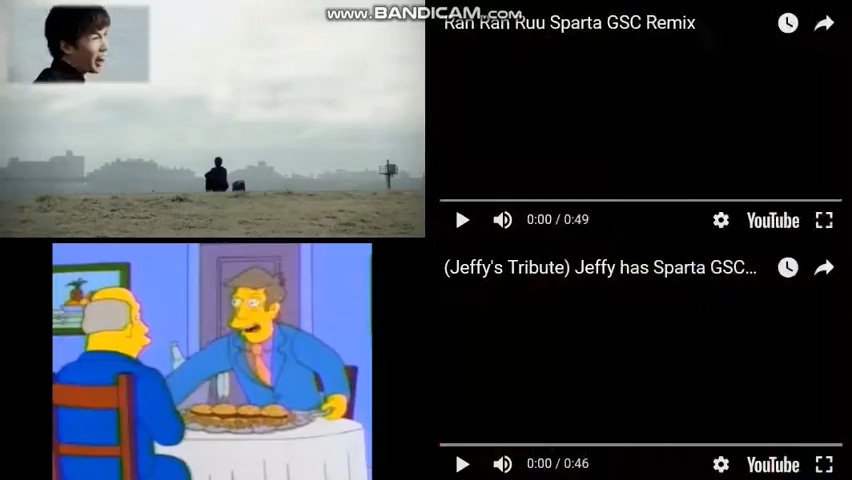 www.BANDICAM.com
Ran Ran Ruu Sparta GSC Remix
0:00 / 0:49
YouTube
(Jeffy's Tribute) Jeffy has Sparta GSC...
0:00 / 0:46
YouTube